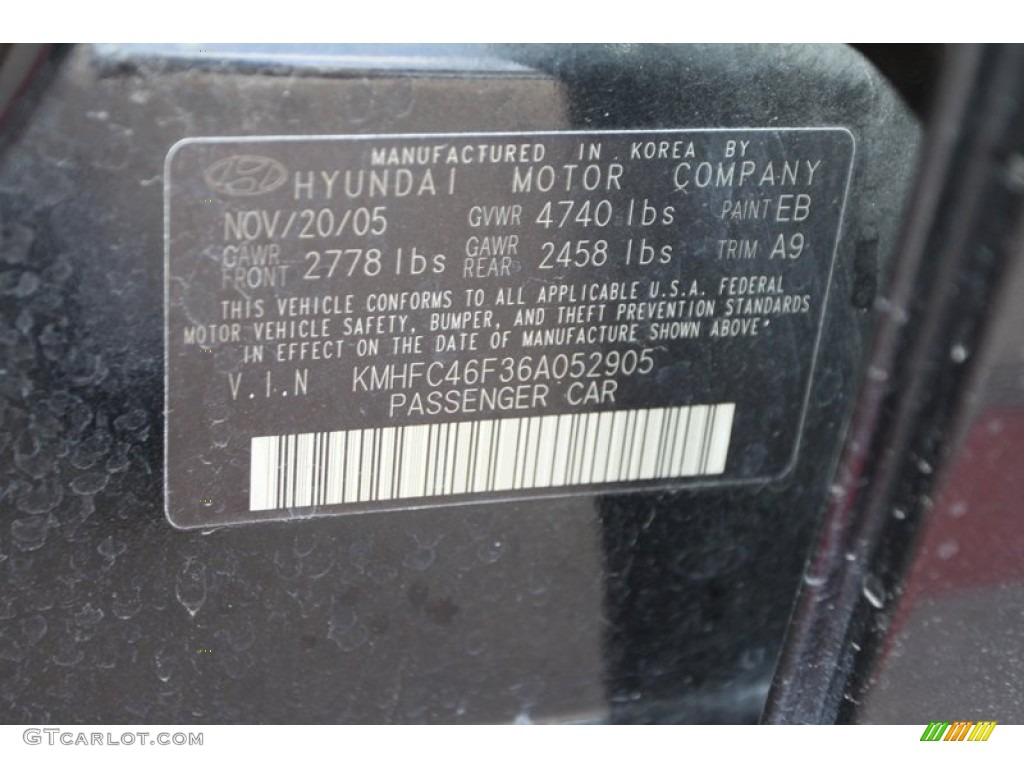 MANUFACTURED IN KOREA BY
HYUNDAI MOTOR COMPANY
NOV/20/05 GVWR 4740 lbs PAINT EB
GAWR FRONT 2778 lbs GAWR REAR 2458 lbs TRIM A9
THIS VEHICLE CONFORMS TO ALL APPLICABLE U.S.A. FEDERAL
MOTOR VEHICLE SAFETY, BUMPER, AND THEFT PREVENTION STANDARDS
IN EFFECT ON THE DATE OF MANUFACTURE SHOWN ABOVE.
V.I.N KMHFC46F36A052905
PASSENGER CAR
GTCarLot.com